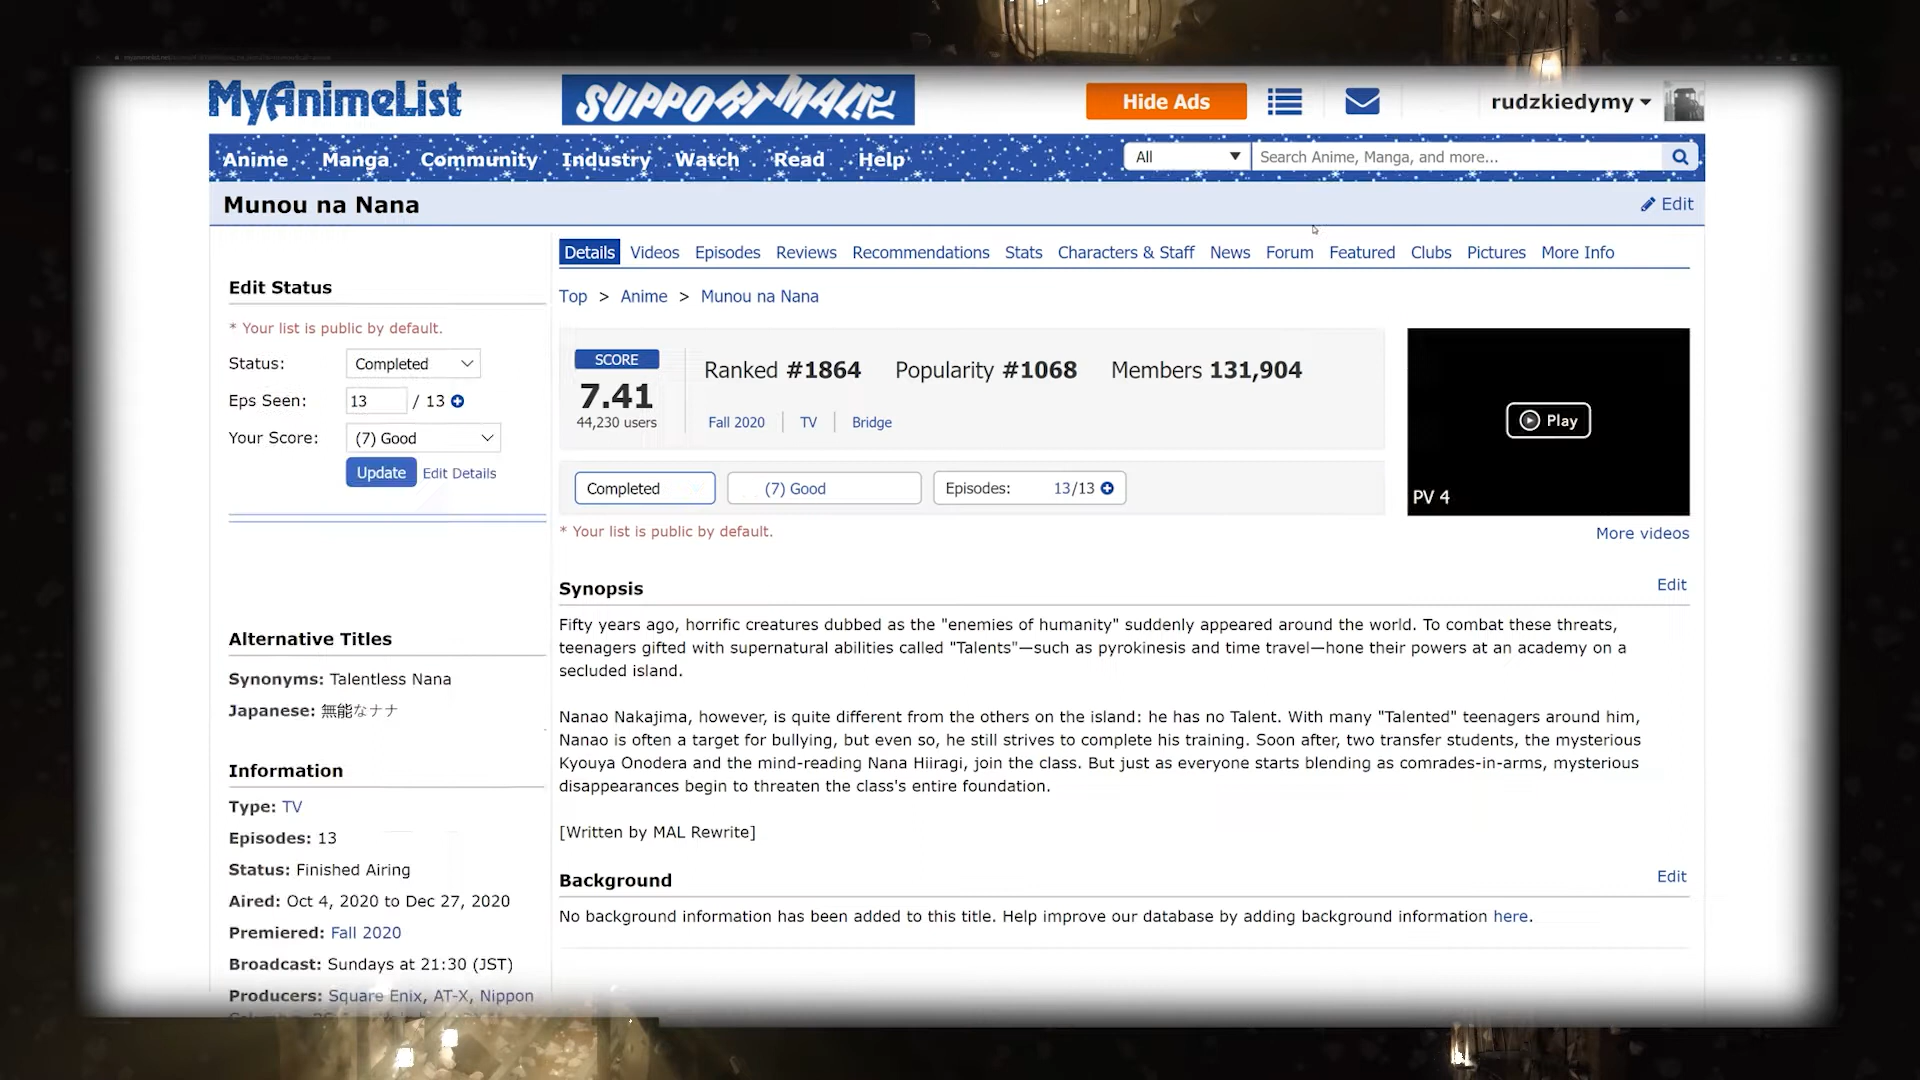 MyAnimeList
SUPPORT MAL
Hide Ads
rudzkiedymy
Anime Manga Community Industry Watch Read Help
All
Search Anime, Manga, and more...
Munou na Nana
Edit
Details Videos Episodes Reviews Recommendations Stats Characters & Staff News Forum Featured Clubs Pictures More Info
Top > Anime > Munou na Nana
Edit Status
* Your list is public by default.
Status: Completed
Eps Seen: 13 / 13
Your Score: (7) Good
Update Edit Details
SCORE
7.41
44,230 users
Ranked #1864 Popularity #1068 Members 131,904
Fall 2020 TV Bridge
Completed (7) Good Episodes: 13/13
* Your list is public by default.
Play
PV 4
More videos
Alternative Titles
Synonyms: Talentless Nana
Japanese: 無能なナナ
Information
Type: TV
Episodes: 13
Status: Finished Airing
Aired: Oct 4, 2020 to Dec 27, 2020
Premiered: Fall 2020
Broadcast: Sundays at 21:30 (JST)
Producers: Square Enix, AT-X, Nippon
Synopsis
Edit
Fifty years ago, horrific creatures dubbed as the "enemies of humanity" suddenly appeared around the world. To combat these threats,
teenagers gifted with supernatural abilities called "Talents"—such as pyrokinesis and time travel—hone their powers at an academy on a
secluded island.
Nanao Nakajima, however, is quite different from the others on the island: he has no Talent. With many "Talented" teenagers around him,
Nanao is often a target for bullying, but even so, he still strives to complete his training. Soon after, two transfer students, the mysterious
Kyouya Onodera and the mind-reading Nana Hiiragi, join the class. But just as everyone starts blending as comrades-in-arms, mysterious
disappearances begin to threaten the class's entire foundation.
[Written by MAL Rewrite]
Background
Edit
No background information has been added to this title. Help improve our database by adding background information here.